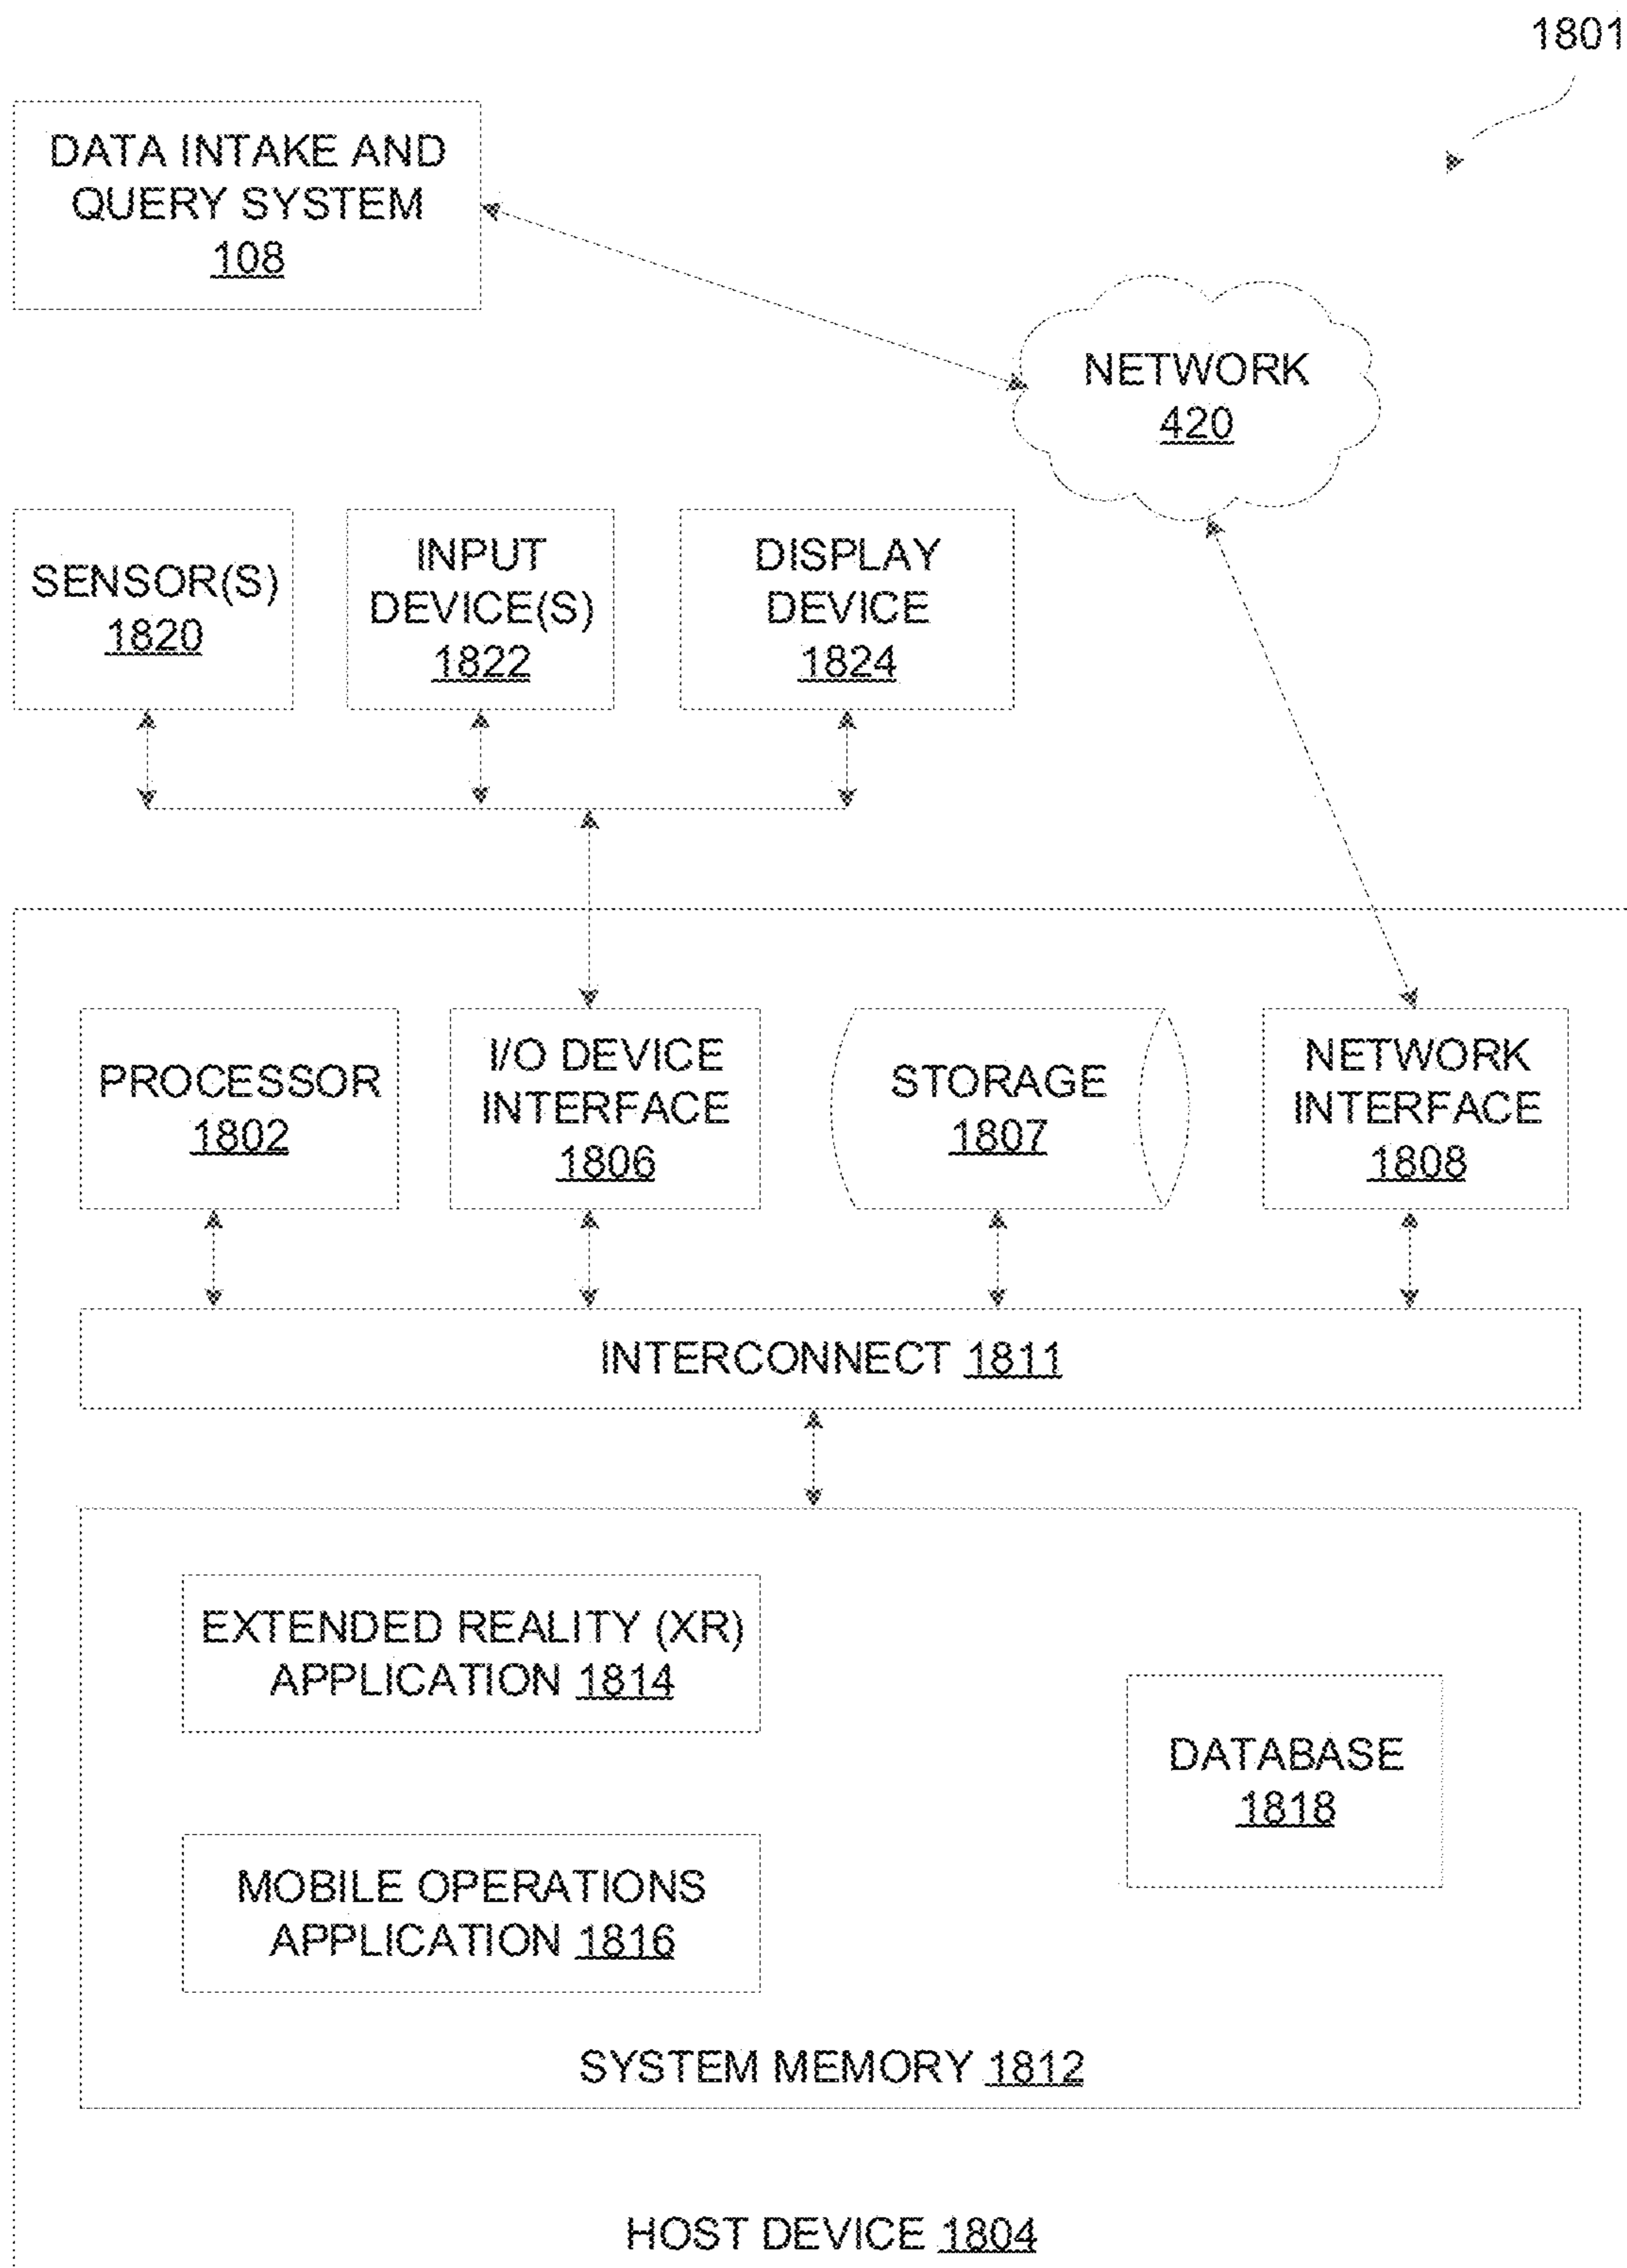 1801
DATA INTAKE AND
QUERY SYSTEM
108
NETWORK
420
SENSOR(S)
1820
INPUT
DEVICE(S)
1822
DISPLAY
DEVICE
1824
PROCESSOR
1802
I/O DEVICE
INTERFACE
1806
STORAGE
1807
NETWORK
INTERFACE
1808
INTERCONNECT 1811
EXTENDED REALITY (XR)
APPLICATION 1814
DATABASE
1818
MOBILE OPERATIONS
APPLICATION 1816
SYSTEM MEMORY 1812
HOST DEVICE 1804